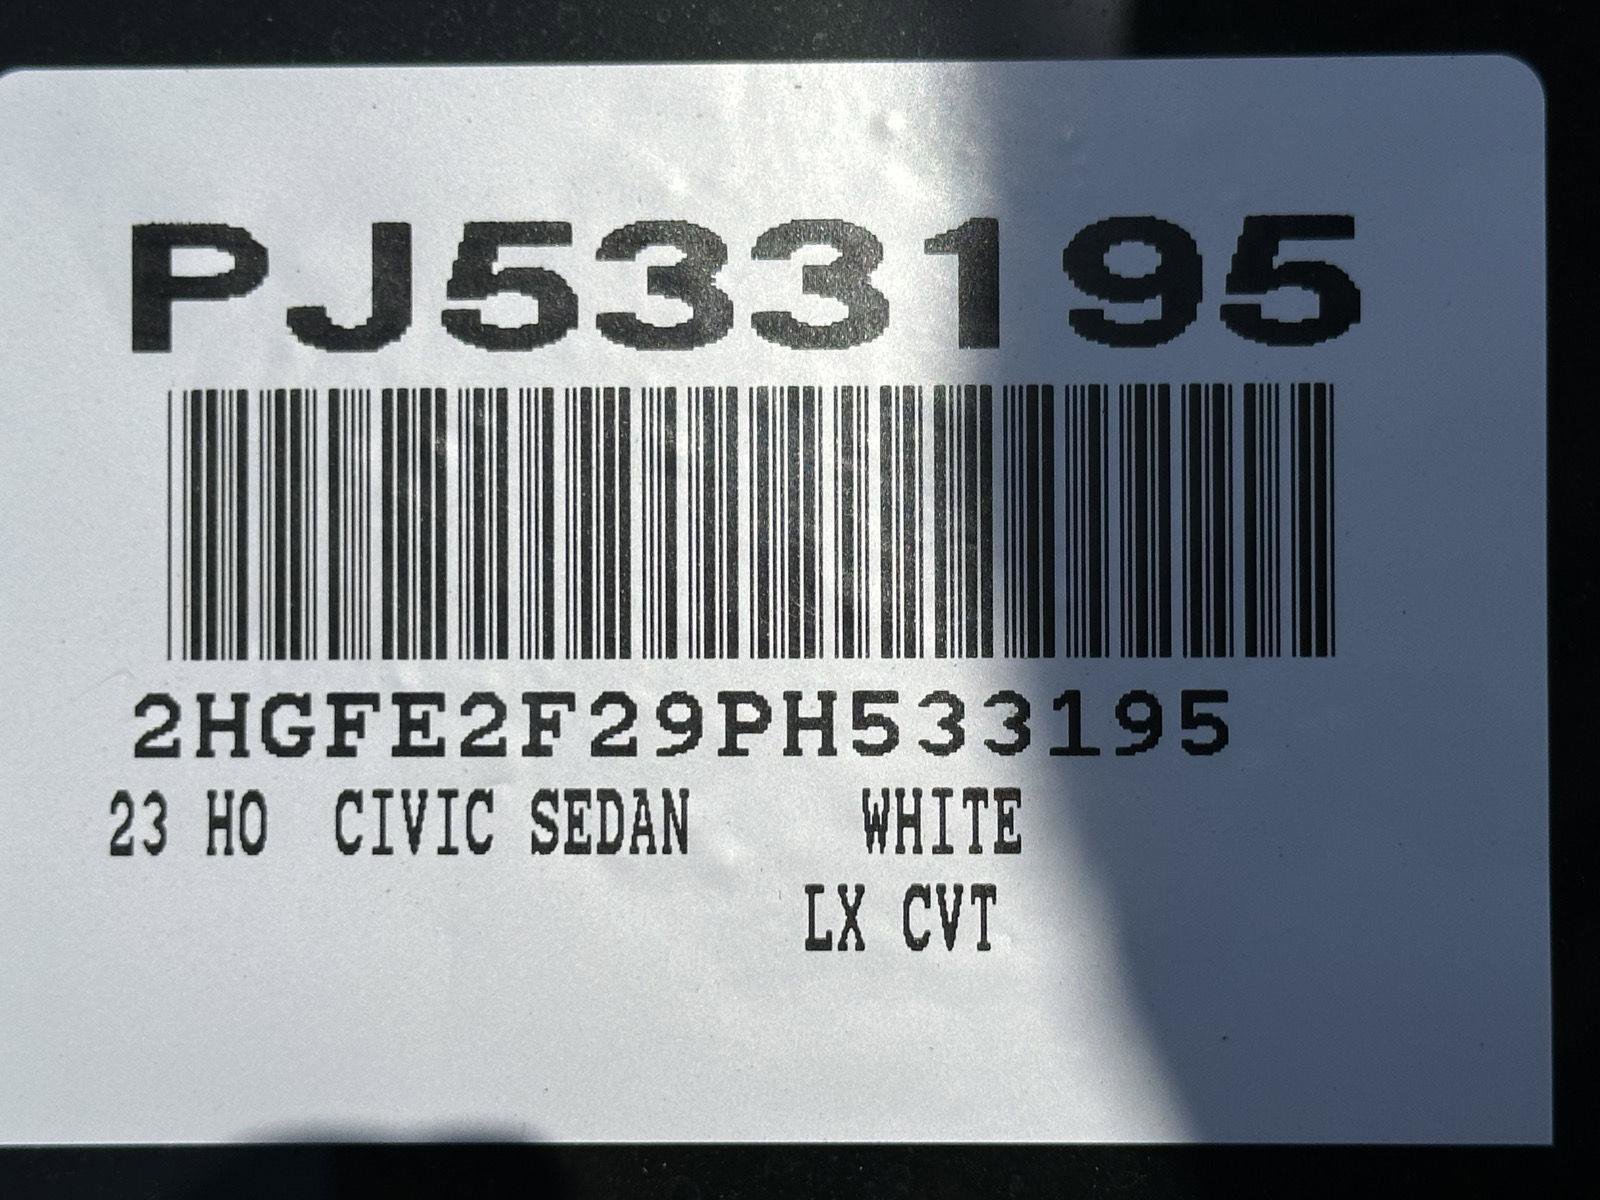 PJ533195
2HGFE2F29PH533195
23 HO CIVIC SEDAN WHITE
LX CVT